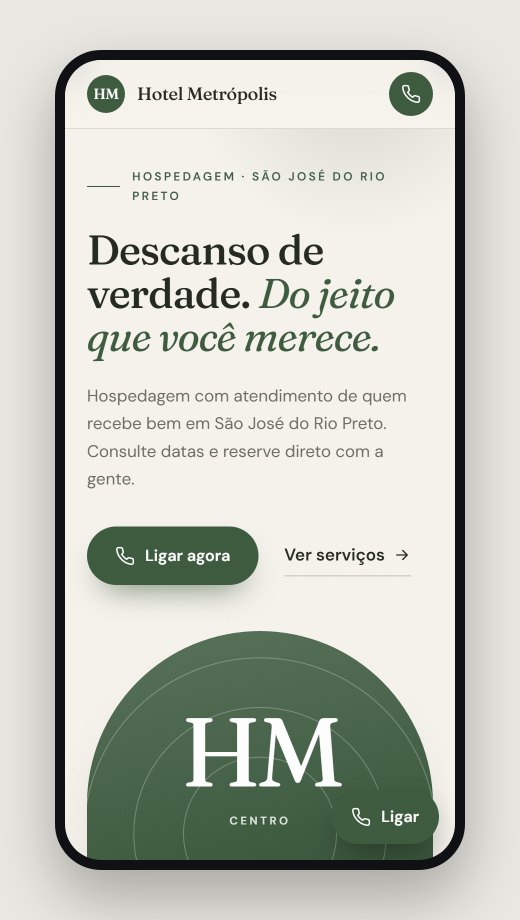 HM Hotel Metrópolis
HOSPEDAGEM · SÃO JOSÉ DO RIO
PRETO
Descanso de
verdade. Do jeito
que você merece.
Hospedagem com atendimento de quem
recebe bem em São José do Rio Preto.
Consulte datas e reserve direto com a
gente.
Ligar agora
Ver serviços →
HM
CENTRO
Ligar